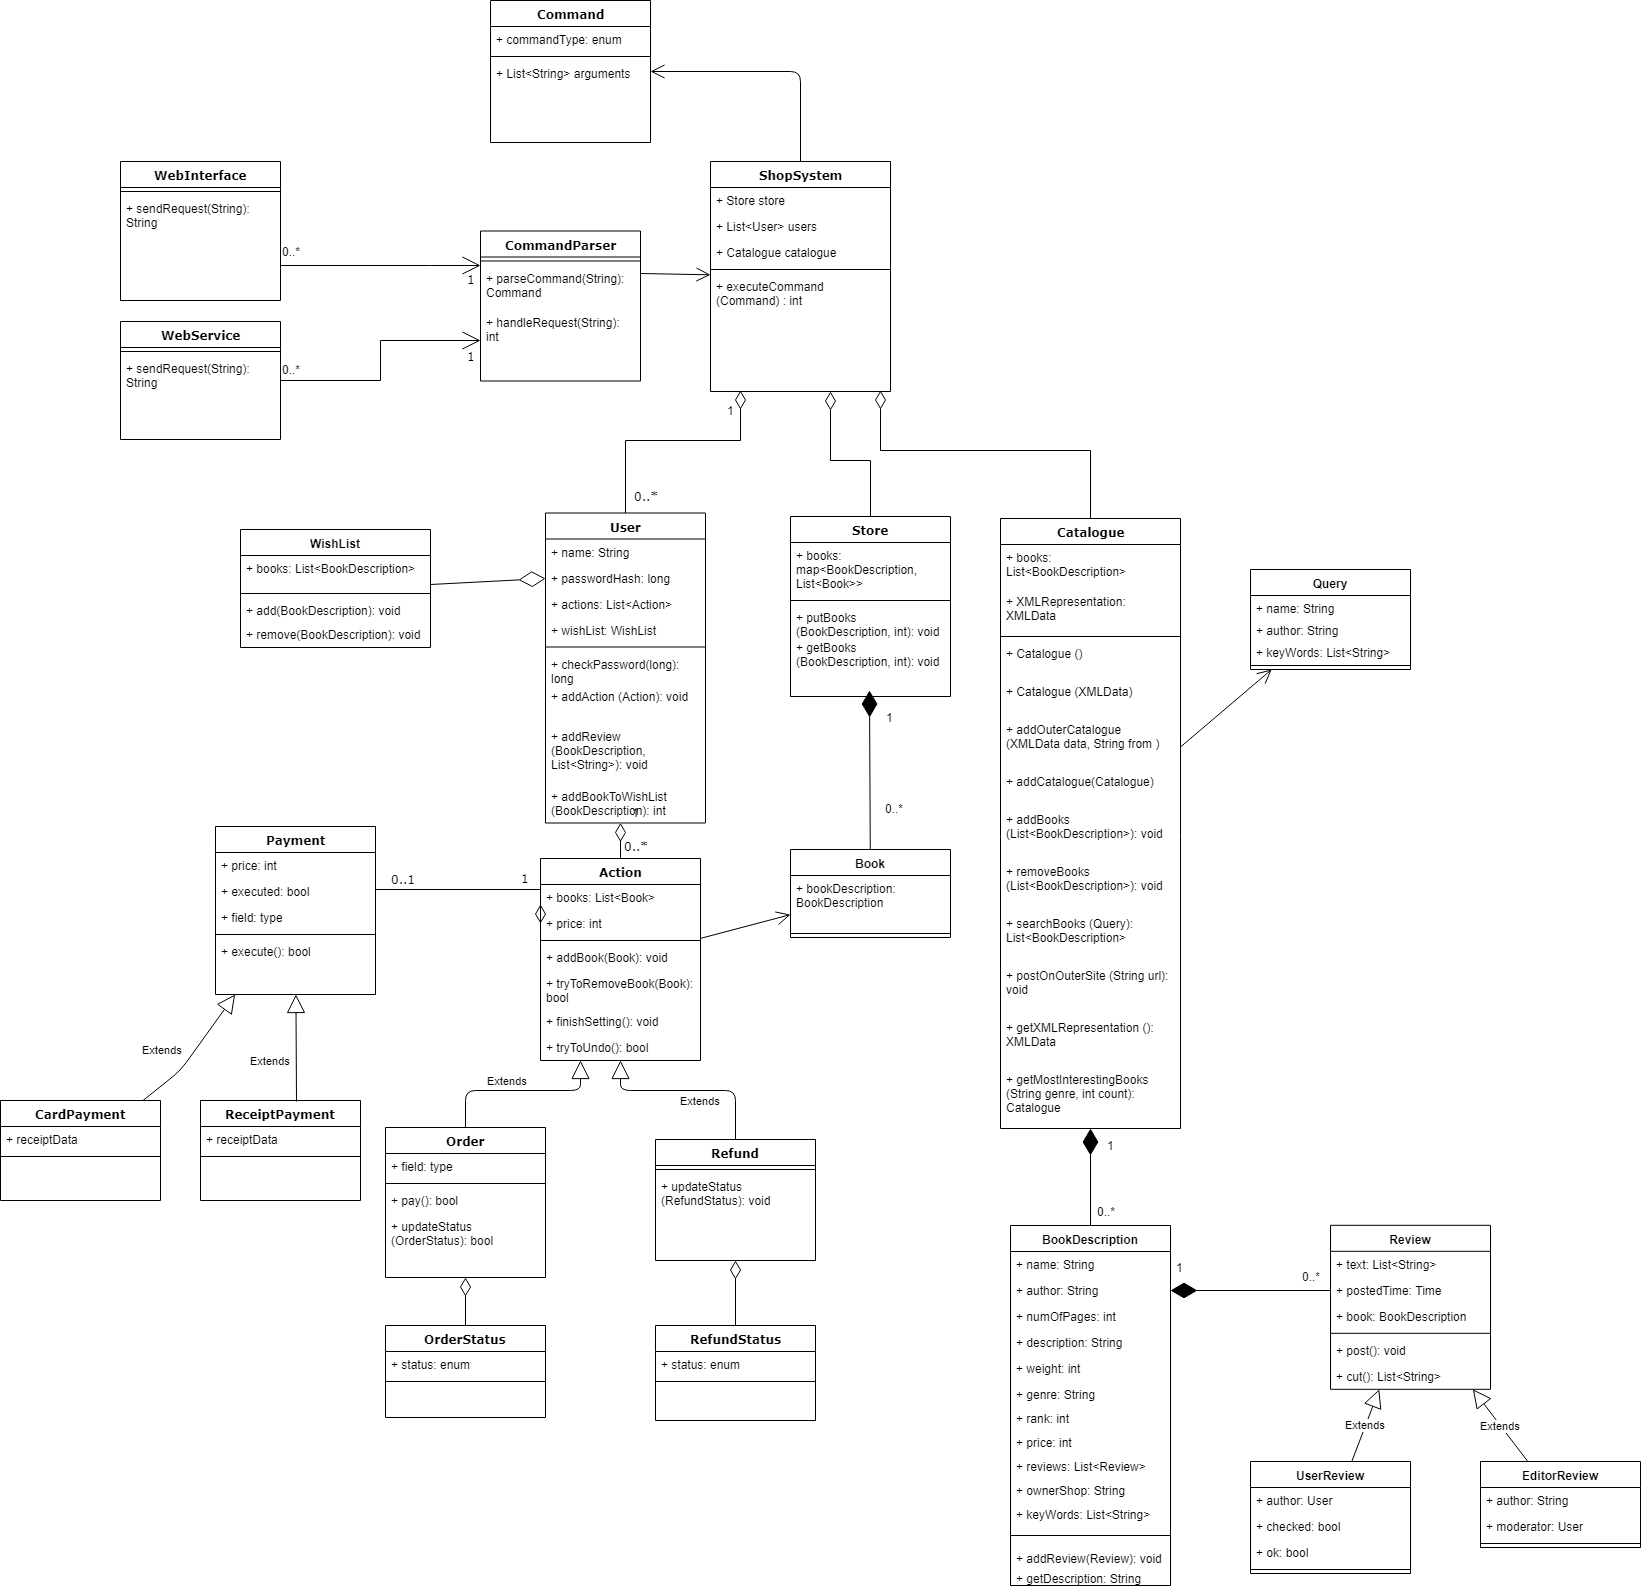 Command
+ commandType: enum
+ List<String> arguments
WebInterface
+ sendRequest(String):
String
0..*
1
CommandParser
+ parseCommand(String):
Command
+ handleRequest(String):
int
WebService
+ sendRequest(String):
String
0..*
1
ShopSystem
+ Store store
+ List<User> users
+ Catalogue catalogue
+ executeCommand
(Command) : int
1
0..*
WishList
+ books: List<BookDescription>
+ add(BookDescription): void
+ remove(BookDescription): void
User
+ name: String
+ passwordHash: long
+ actions: List<Action>
+ wishList: WishList
+ checkPassword(long):
long
+ addAction (Action): void
+ addReview
(BookDescription,
List<String>): void
+ addBookToWishList
(BookDescription): int
1
0..*
Store
+ books:
map<BookDescription,
List<Book>>
+ putBooks
(BookDescription, int): void
+ getBooks
(BookDescription, int): void
1
0..*
Book
+ bookDescription:
BookDescription
Catalogue
+ books:
List<BookDescription>
+ XMLRepresentation:
XMLData
+ Catalogue ()
+ Catalogue (XMLData)
+ addOuterCatalogue
(XMLData data, String from )
+ addCatalogue(Catalogue)
+ addBooks
(List<BookDescription>): void
+ removeBooks
(List<BookDescription>): void
+ searchBooks (Query):
List<BookDescription>
+ postOnOuterSite (String url):
void
+ getXMLRepresentation ():
XMLData
+ getMostInterestingBooks
(String genre, int count):
Catalogue
Query
+ name: String
+ author: String
+ keyWords: List<String>
Payment
+ price: int
+ executed: bool
+ field: type
+ execute(): bool
0..1
1
Action
+ books: List<Book>
+ price: int
+ addBook(Book): void
+ tryToRemoveBook(Book):
bool
+ finishSetting(): void
+ tryToUndo(): bool
Extends
Extends
CardPayment
+ receiptData
ReceiptPayment
+ receiptData
Extends
Extends
Order
+ field: type
+ pay(): bool
+ updateStatus
(OrderStatus): bool
Refund
+ updateStatus
(RefundStatus): void
OrderStatus
+ status: enum
RefundStatus
+ status: enum
1
0..*
BookDescription
+ name: String
+ author: String
+ numOfPages: int
+ description: String
+ weight: int
+ genre: String
+ rank: int
+ price: int
+ reviews: List<Review>
+ ownerShop: String
+ keyWords: List<String>
+ addReview(Review): void
+ getDescription: String
1
0..*
Review
+ text: List<String>
+ postedTime: Time
+ book: BookDescription
+ post(): void
+ cut(): List<String>
Extends
Extends
UserReview
+ author: User
+ checked: bool
+ ok: bool
EditorReview
+ author: String
+ moderator: User